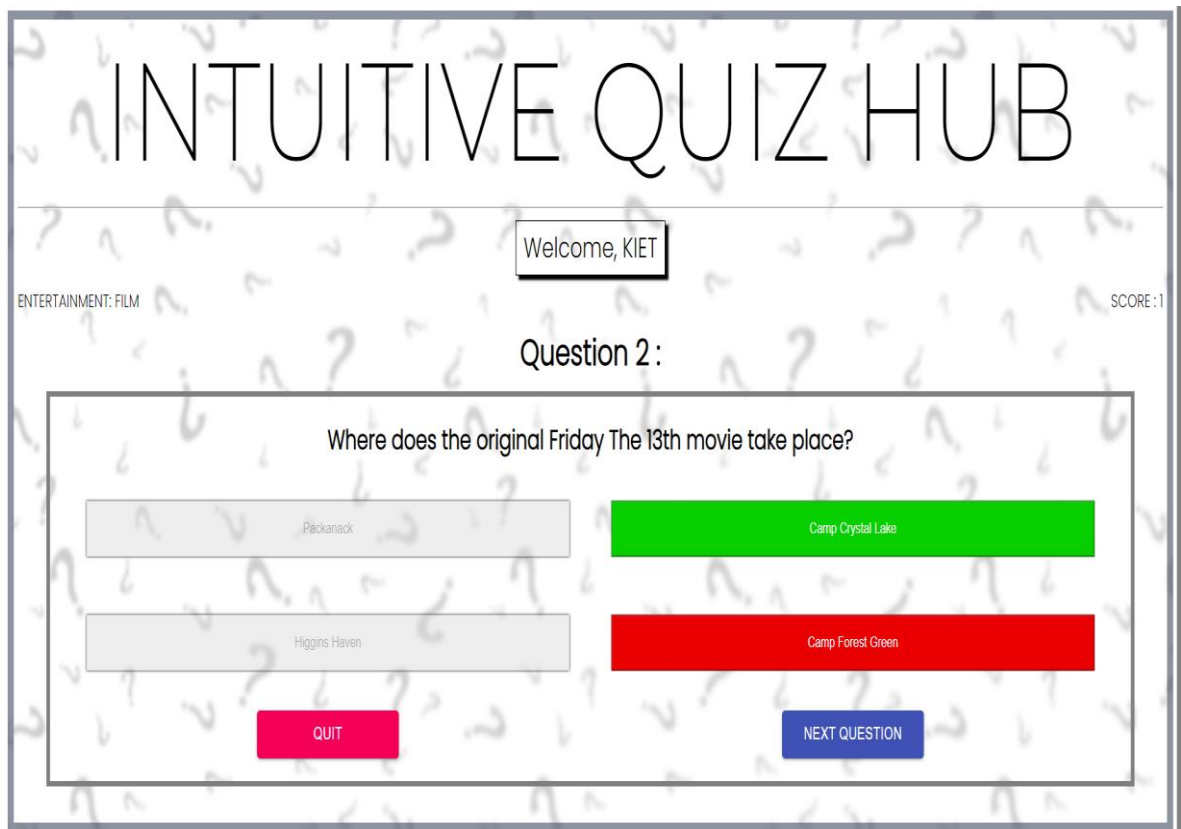 INTUITIVE QUIZ HUB
Welcome, KIET
ENTERTAINMENT: FILM
SCORE : 1
Question 2 :
Where does the original Friday The 13th movie take place?
Packanack
Camp Crystal Lake
Higgins Haven
Camp Forest Green
QUIT
NEXT QUESTION